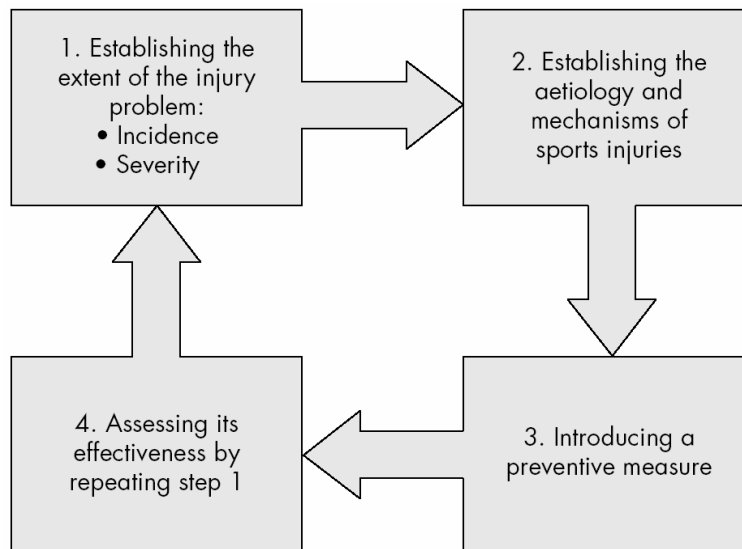 1. Establishing the
extent of the injury
problem:
• Incidence
• Severity
2. Establishing the
aetiology and
mechanisms of
sports injuries
3. Introducing a
preventive measure
4. Assessing its
effectiveness by
repeating step 1